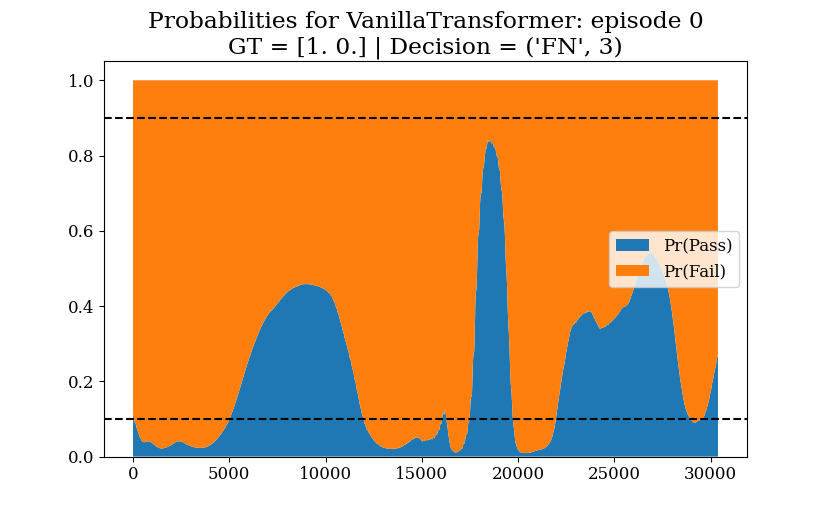 Probabilities for VanillaTransformer: episode 0
GT = [1. 0.] | Decision = ('FN', 3)
1.0
0.8
0.6
0.4
0.2
0.0
Pr(Pass)
Pr(Fail)
0 5000 10000 15000 20000 25000 30000